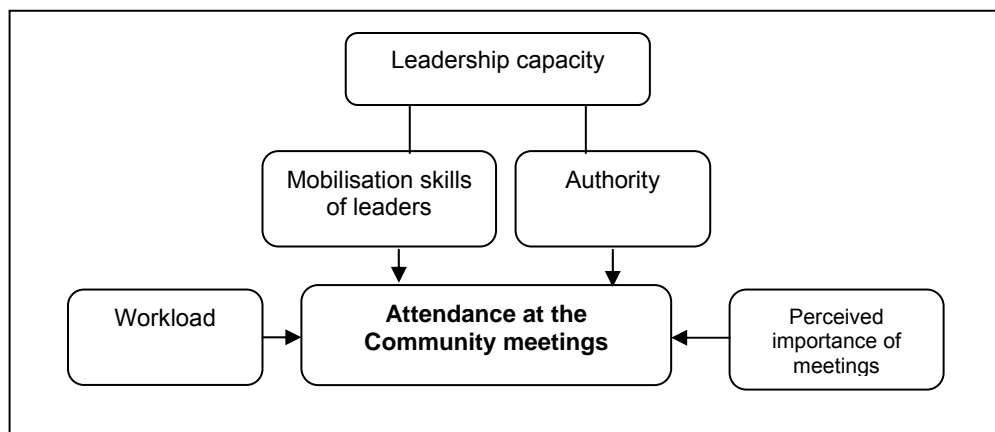 Leadership capacity
Mobilisation skills
of leaders
Authority
Workload
Attendance at the
Community meetings
Perceived
importance of
meetings